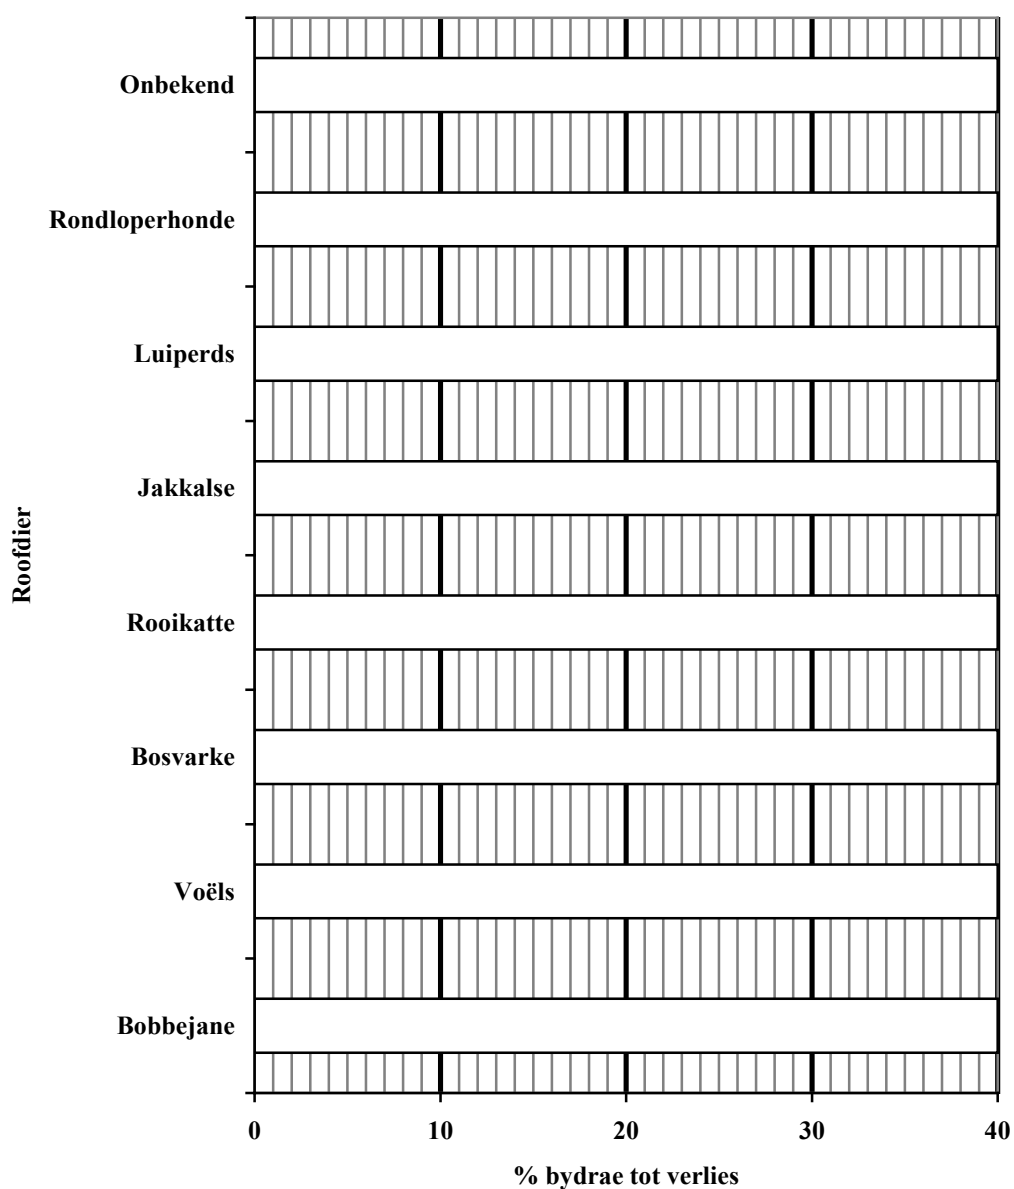 Onbekend
Rondloperhonde
Luiperds
Jakkalse
Rooikatte
Bosvarke
Voëls
Bobbejane
Roofdier
0 10 20 30 40
% bydrae tot verlies